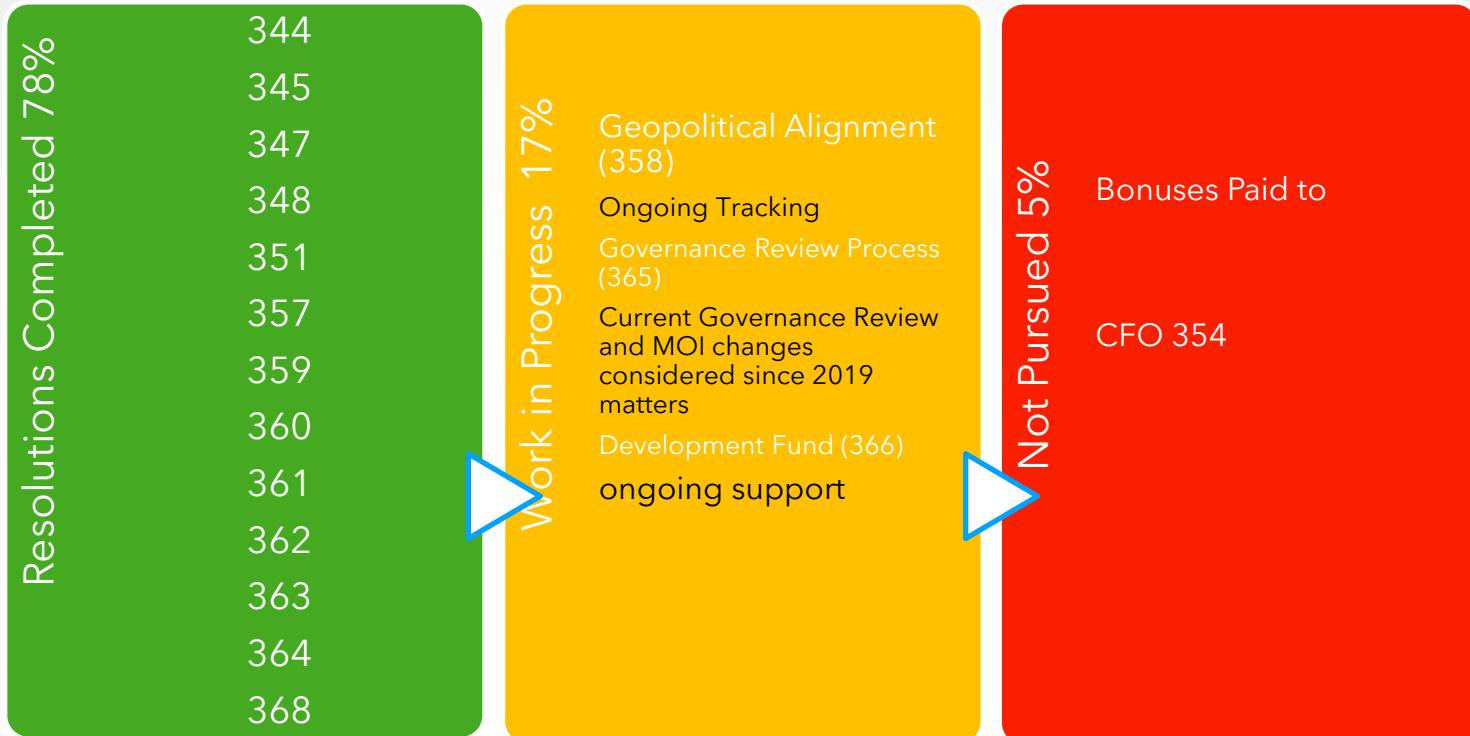 Resolutions Completed 78%
344
345
347
348
351
357
359
360
361
362
363
364
368
Work in Progress 17%
Geopolitical Alignment
(358)
Ongoing Tracking
Governance Review Process
(365)
Current Governance Review
and MOI changes
considered since 2019
matters
Development Fund (366)
ongoing support
Not Pursued 5%
Bonuses Paid to
CFO 354